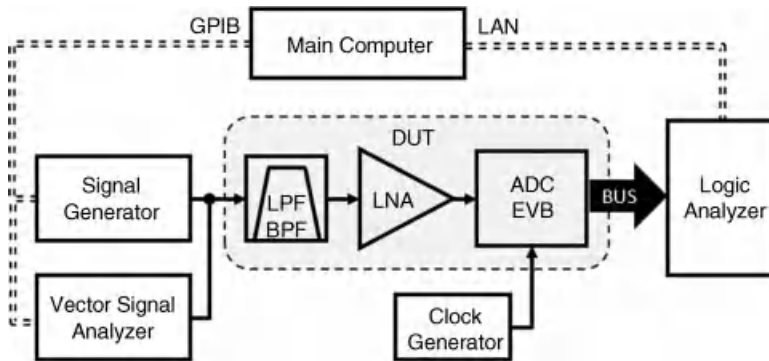 GPIB
Main Computer
LAN
DUT
Signal
Generator
LPF
BPF
LNA
ADC
EVB
BUS
Logic
Analyzer
Vector Signal
Analyzer
Clock
Generator